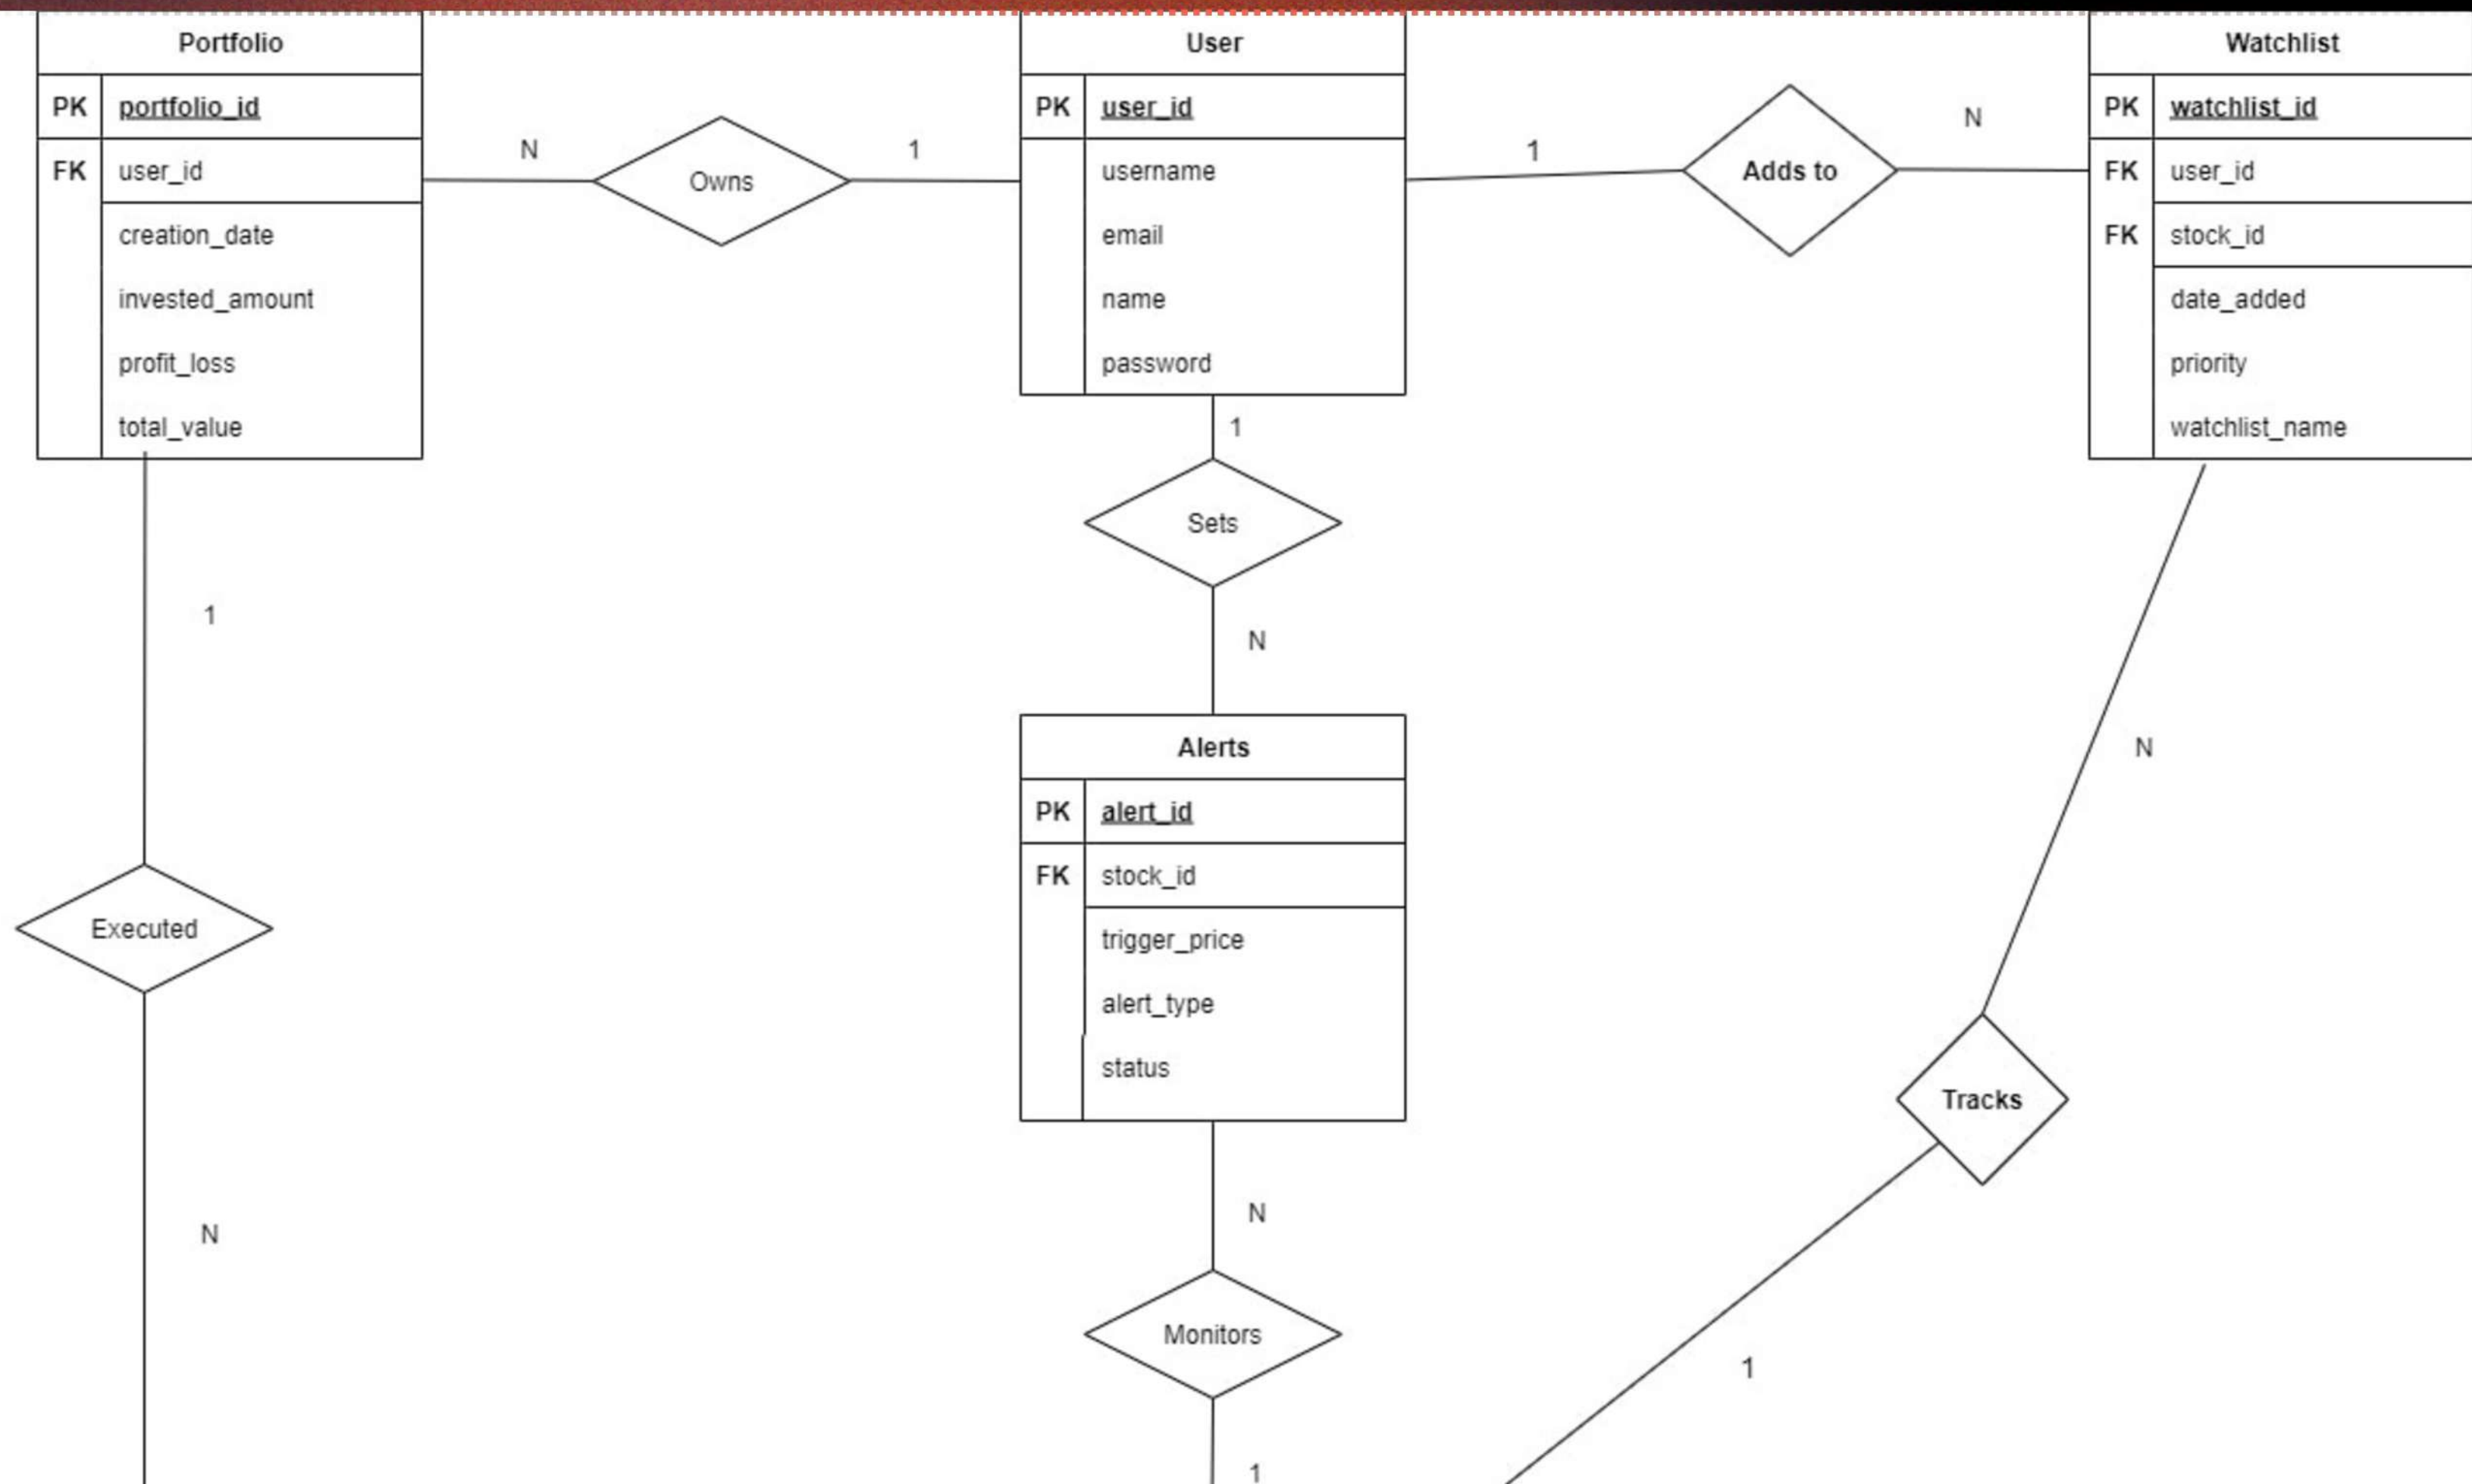 Portfolio
PK portfolio_id
FK user_id
creation_date
invested_amount
profit_loss
total_value
N
Owns
1
User
PK user_id
username
email
name
password
1
Adds to
N
Watchlist
PK watchlist_id
FK user_id
FK stock_id
date_added
priority
watchlist_name
1
Sets
N
Alerts
PK alert_id
FK stock_id
trigger_price
alert_type
status
1
Executed
N
N
Monitors
1
N
Tracks
1